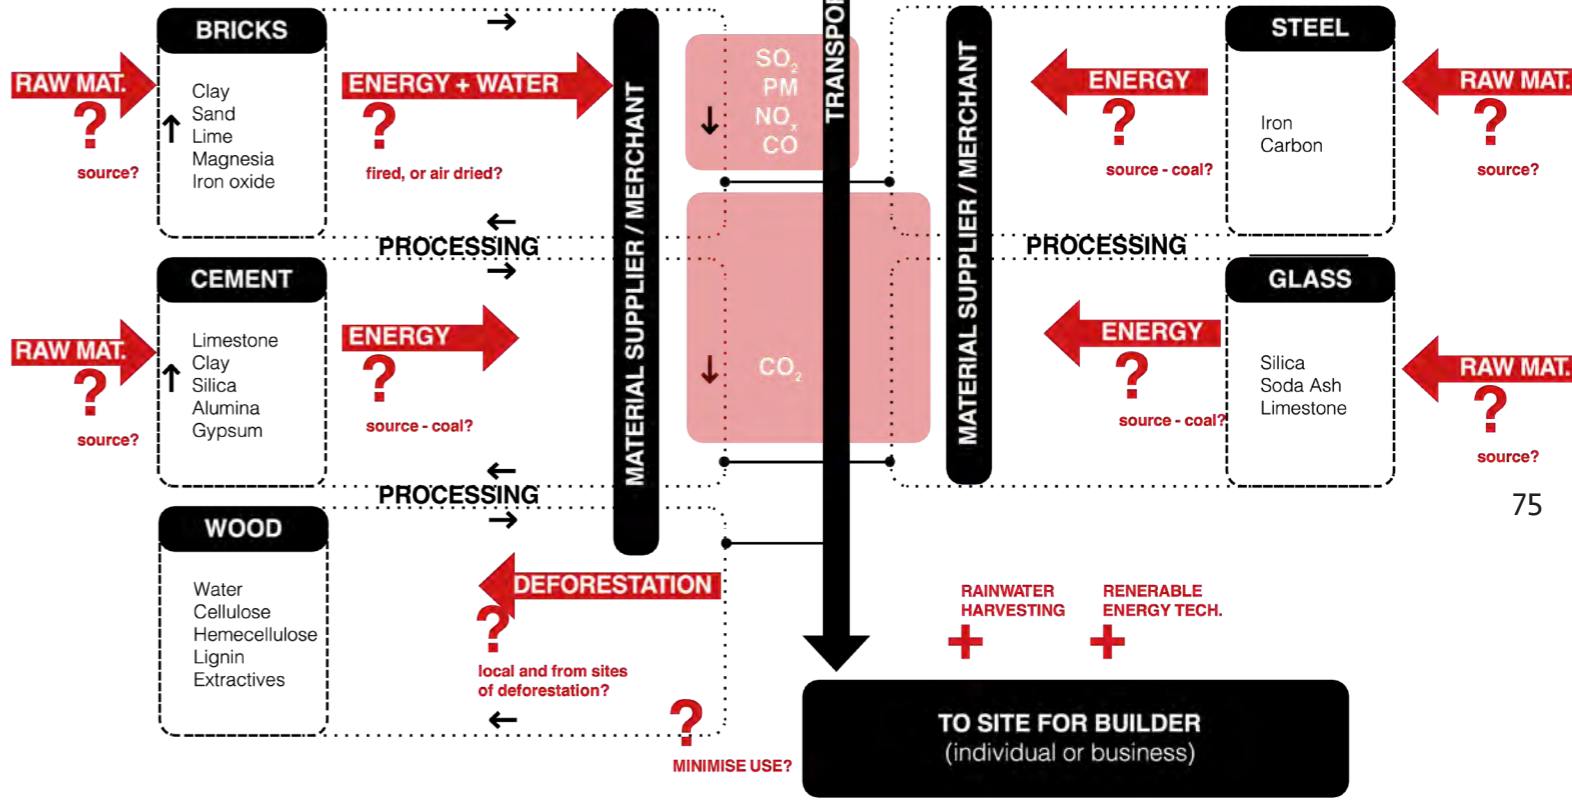 BRICKS
RAW MAT.
?
source?
Clay
Sand
Lime
Magnesia
Iron oxide
ENERGY + WATER
?
fired, or air dried?
PROCESSING
CEMENT
RAW MAT.
?
source?
Limestone
Clay
Silica
Alumina
Gypsum
ENERGY
?
source - coal?
PROCESSING
WOOD
Water
Cellulose
Hemecellulose
Lignin
Extractives
DEFORESTATION
?
local and from sites
of deforestation?
?
MINIMISE USE?
MATERIAL SUPPLIER / MERCHANT
SO₂
PM
NOₓ
CO
CO₂
TRANSPO
MATERIAL SUPPLIER / MERCHANT
STEEL
ENERGY
?
source - coal?
Iron
Carbon
RAW MAT.
?
source?
PROCESSING
GLASS
ENERGY
?
source - coal?
Silica
Soda Ash
Limestone
RAW MAT.
?
source?
75
RAINWATER
HARVESTING
+
RENERABLE
ENERGY TECH.
+
TO SITE FOR BUILDER
(individual or business)